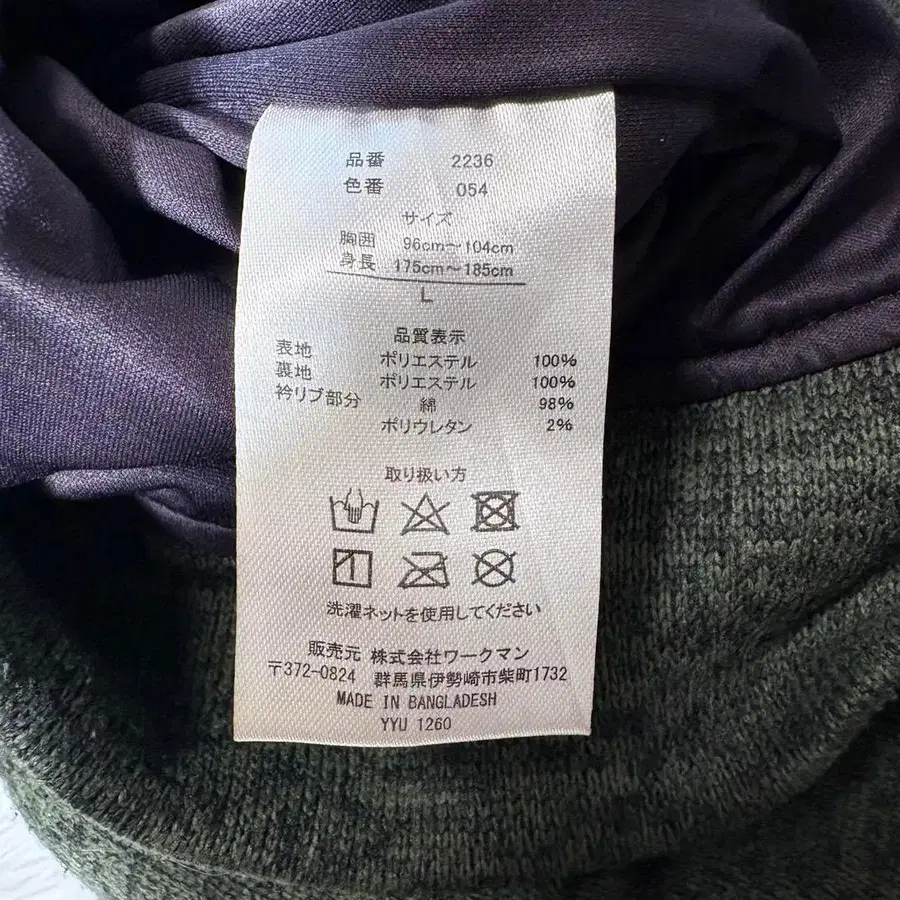 品番 2236
色番 054
サイズ
胸囲 96cm～104cm
身長 175cm～185cm
L
品質表示
表地 ポリエステル 100%
裏地 ポリエステル 100%
衿リブ部分 綿 98%
ポリウレタン 2%
取り扱い方
洗濯ネットを使用してください
販売元 株式会社ワークマン
〒372-0824 群馬県伊勢崎市柴町1732
MADE IN BANGLADESH
YYU 1260